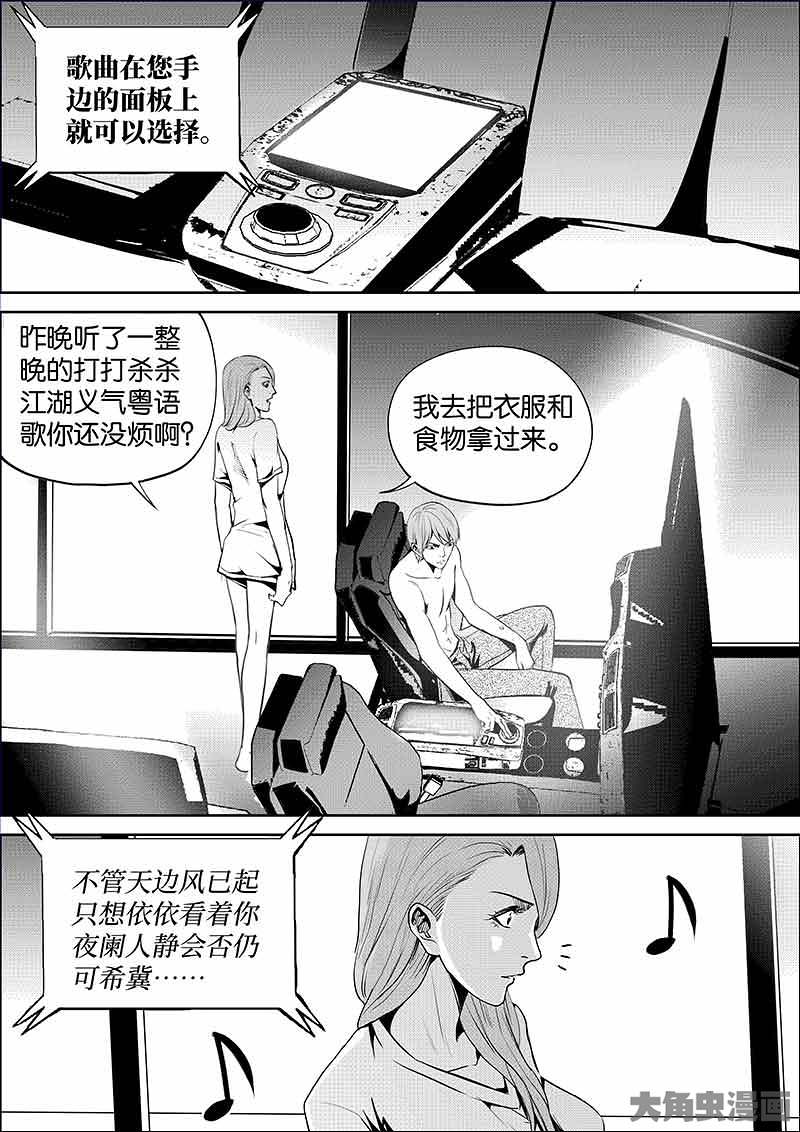 歌曲在您手
边的面板上
就可以选择。
昨晚听了一整
晚的打打杀杀
江湖义气粤语
歌你还没烦啊?
我去把衣服和
食物拿过来。
不管天边风已起
只想依依看着你
夜阑人静会否仍
可希冀……
大角虫漫画